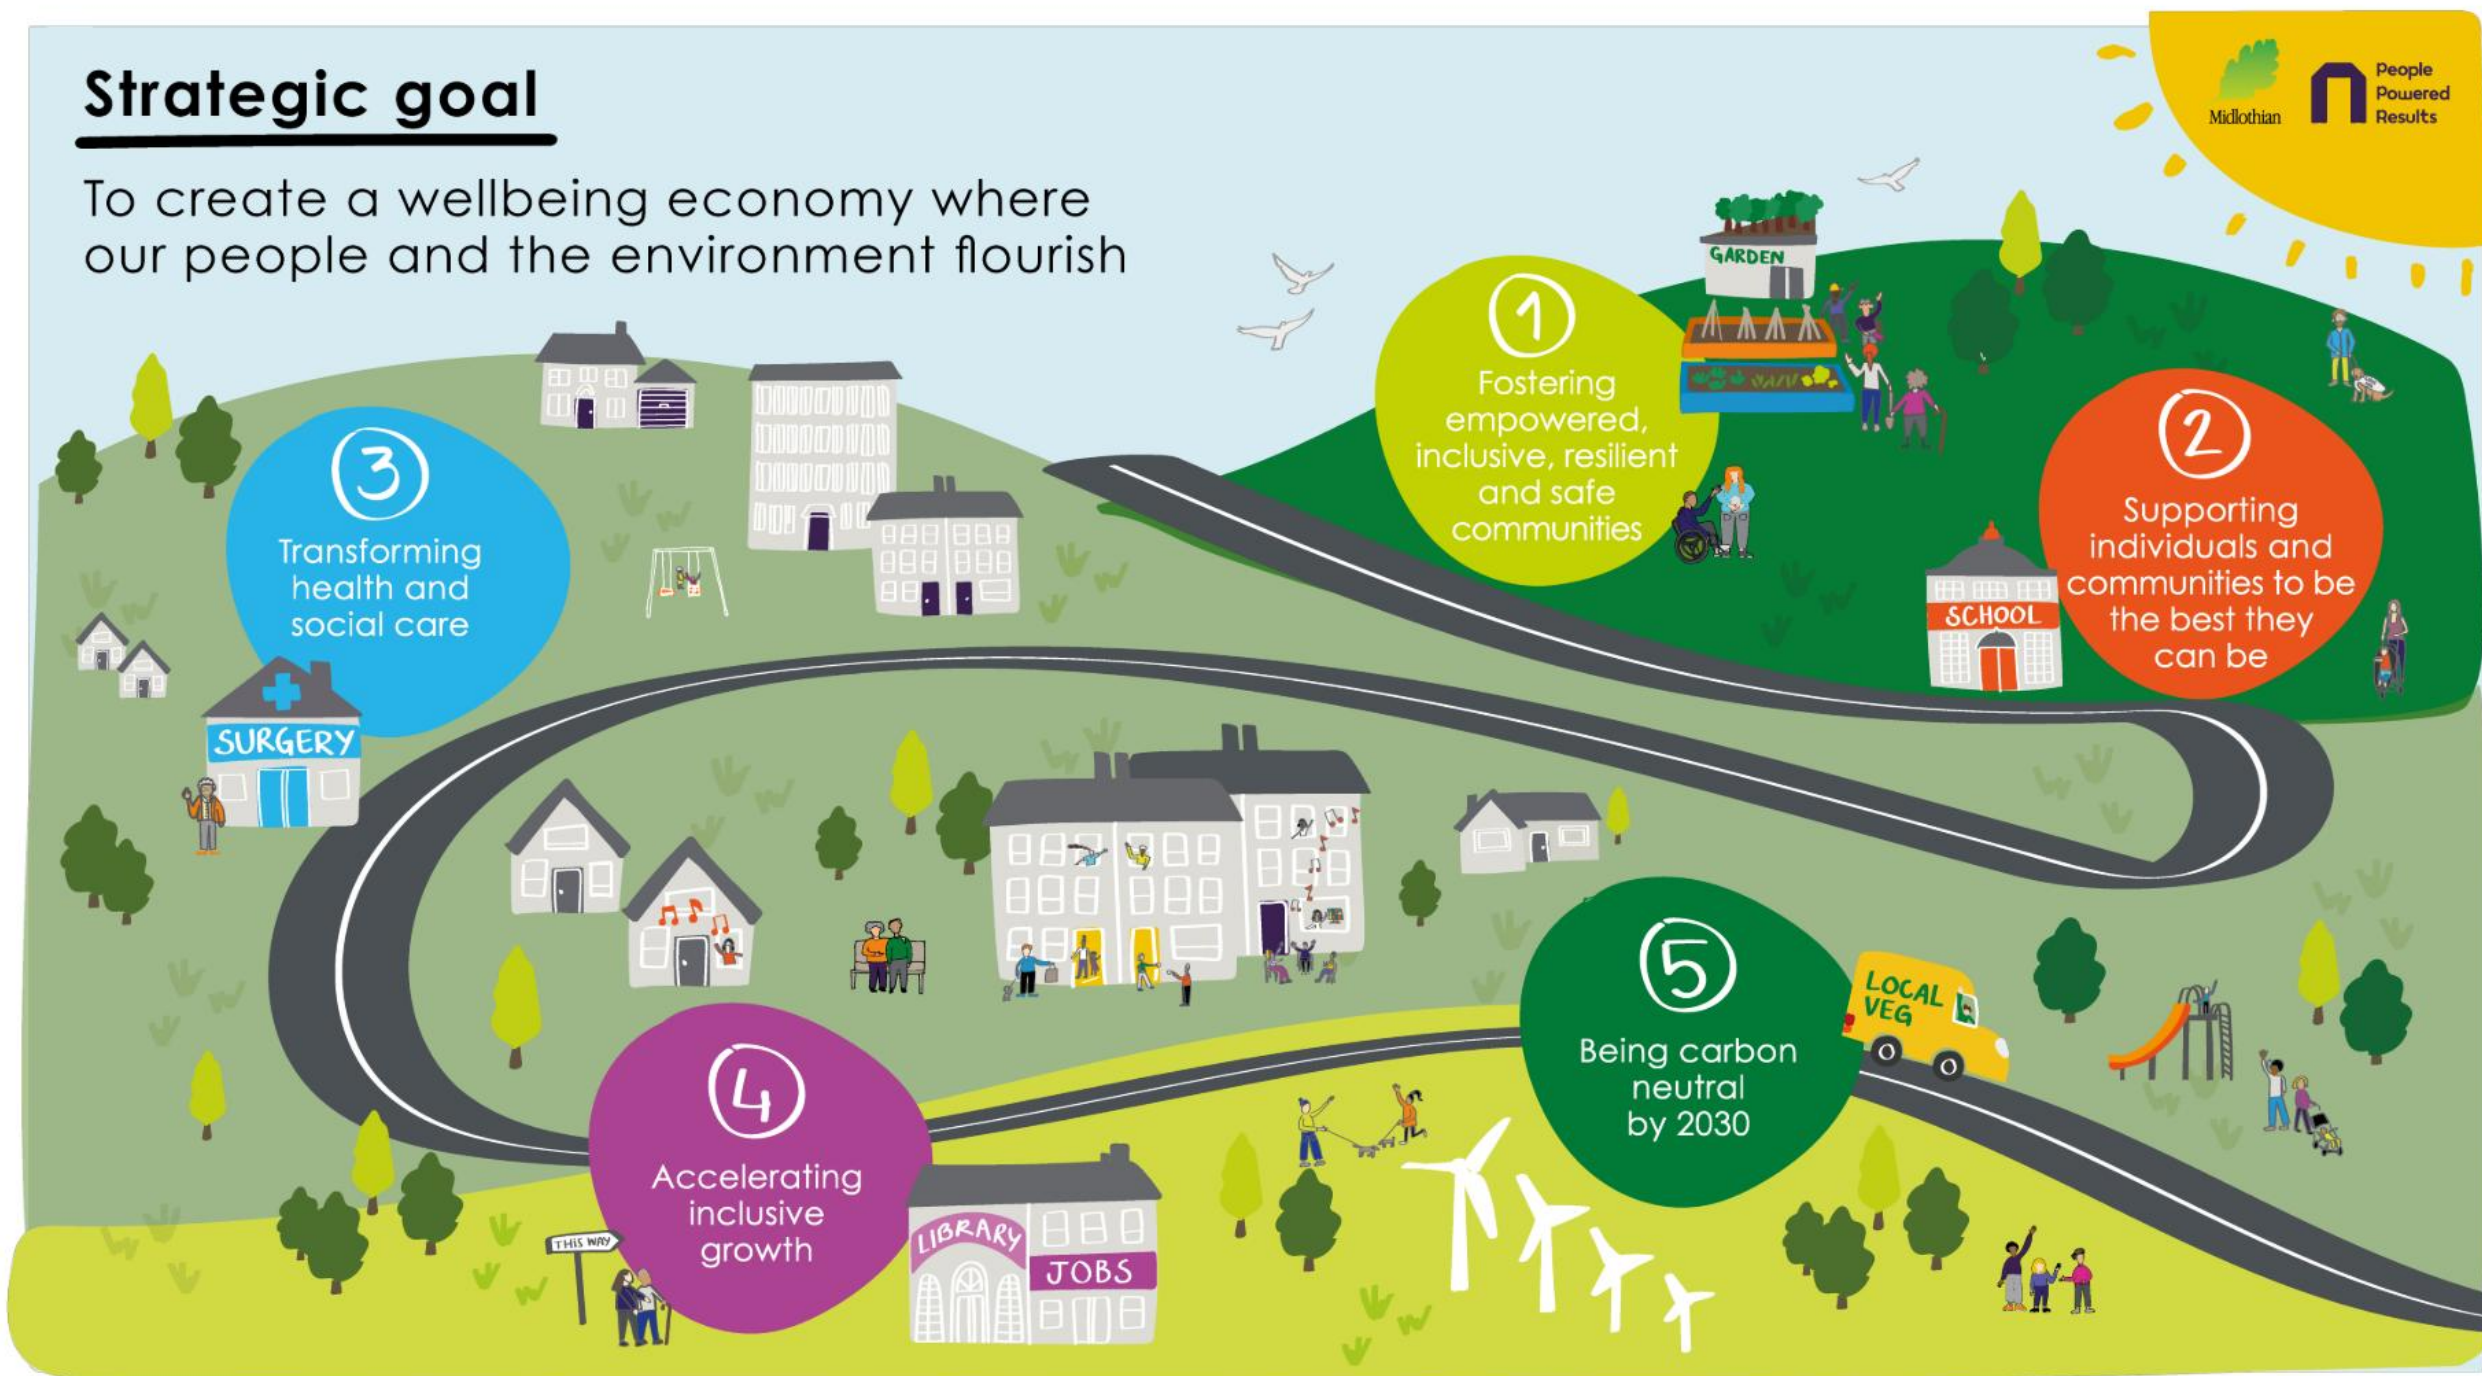 Strategic goal
To create a wellbeing economy where
our people and the environment flourish
Midlothian
People
Powered
Results
GARDEN
1
Fostering
empowered,
inclusive, resilient
and safe
communities
2
Supporting
individuals and
communities to be
the best they
can be
SCHOOL
3
Transforming
health and
social care
SURGERY
4
Accelerating
inclusive
growth
THIS WAY
LIBRARY
JOBS
5
Being carbon
neutral
by 2030
LOCAL
VEG